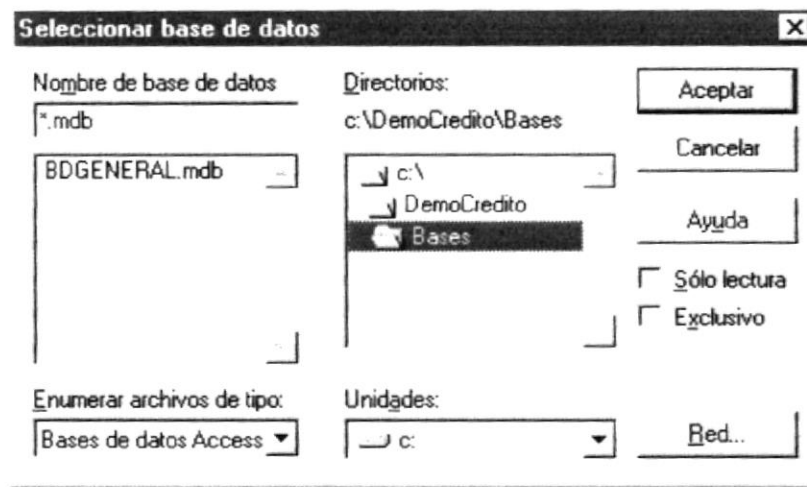 Seleccionar base de datos
Nombre de base de datos
*.mdb
BDGENERAL.mdb
Enumerar archivos de tipo:
Bases de datos Access
Directorios:
c:\DemoCredito\Bases
c:\
DemoCredito
Bases
Unidades:
c:
Aceptar
Cancelar
Ayuda
Sólo lectura
Exclusivo
Red...